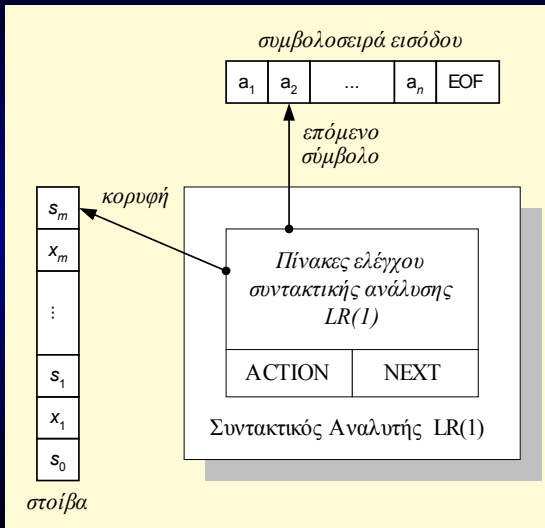 συμβολοσειρά εισόδου
a1 a2 ... an EOF
επόμενο
σύμβολο
κορυφή
sm
xm
...
s1
x1
s0
στοίβα
Πίνακες ελέγχου
συντακτικής ανάλυσης
LR(1)
ACTION NEXT
Συντακτικός Αναλυτής LR(1)